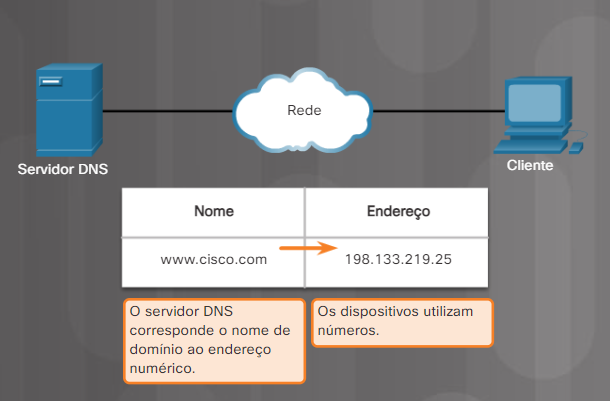 Rede
Servidor DNS
Cliente
Nome
Endereço
www.cisco.com
198.133.219.25
O servidor DNS
corresponde o nome de
domínio ao endereço
numérico.
Os dispositivos utilizam
números.